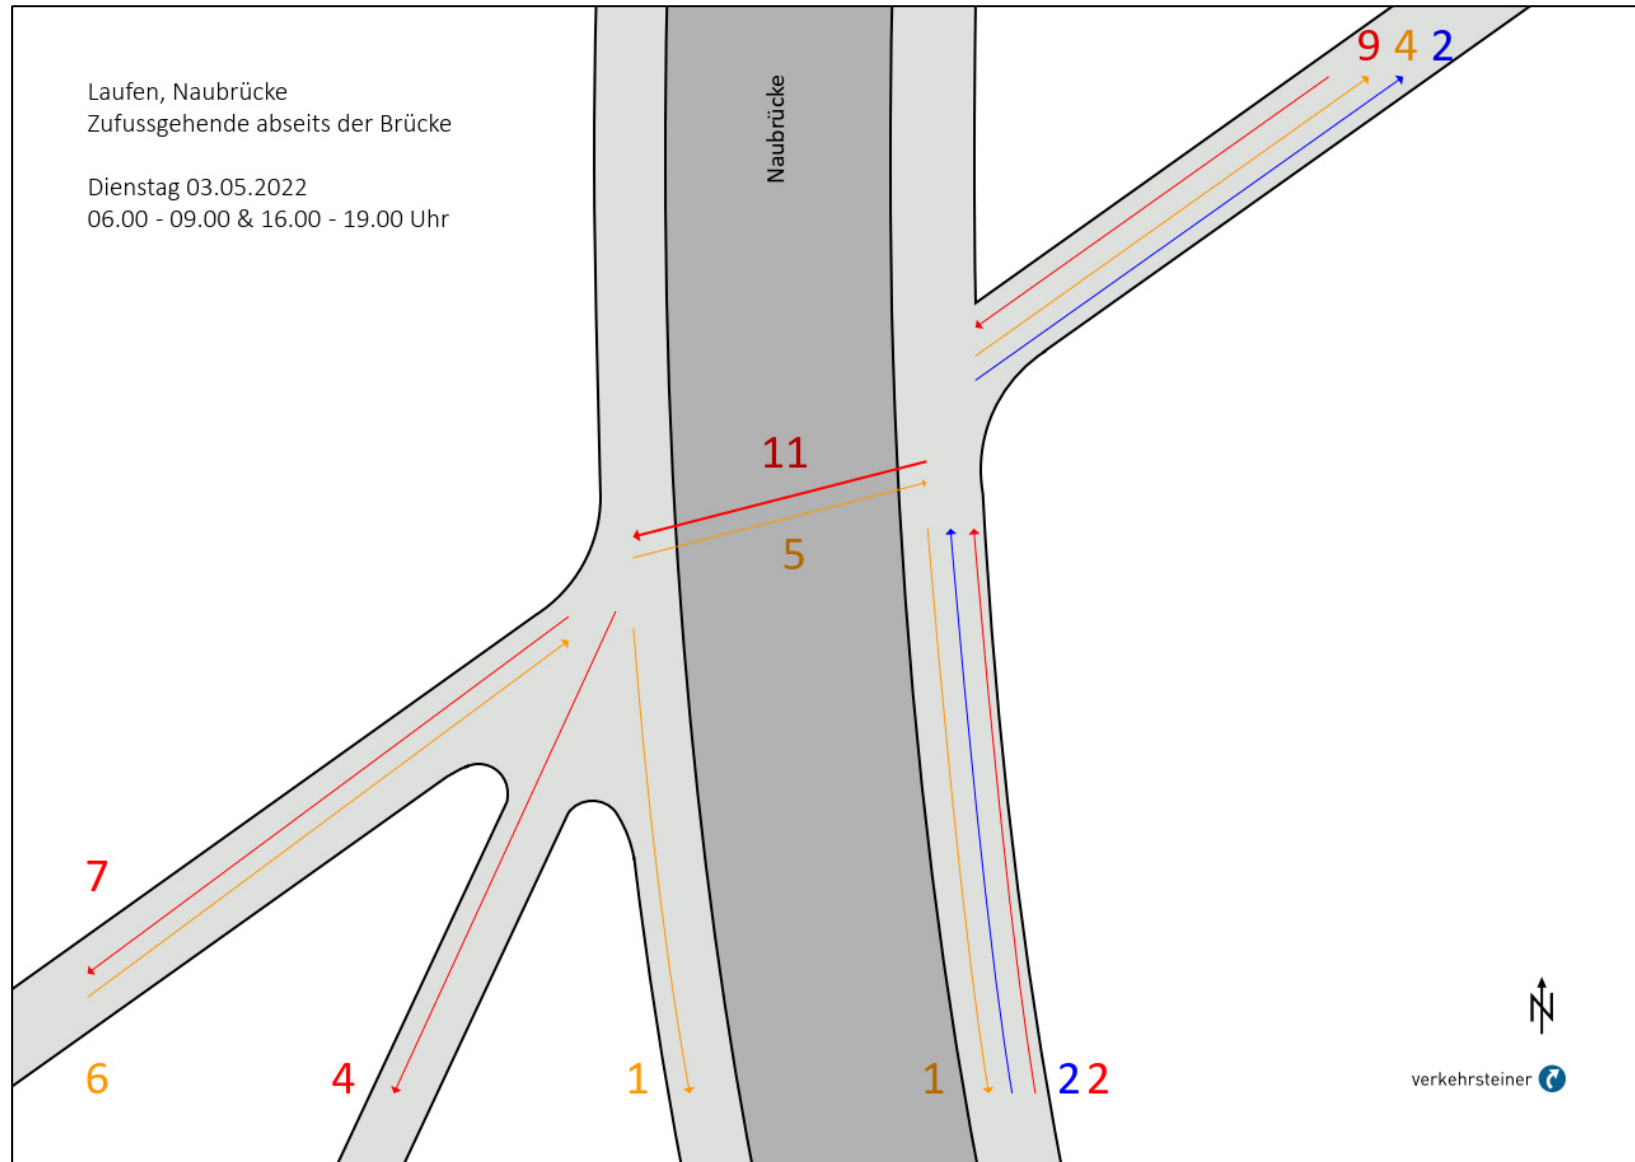 Laufen, Naubrücke
Zufussgehende abseits der Brücke
Dienstag 03.05.2022
06.00 - 09.00 & 16.00 - 19.00 Uhr
Naubrücke
9 4 2
11
5
7
6
4
1
1
2 2
N
verkehrsteiner